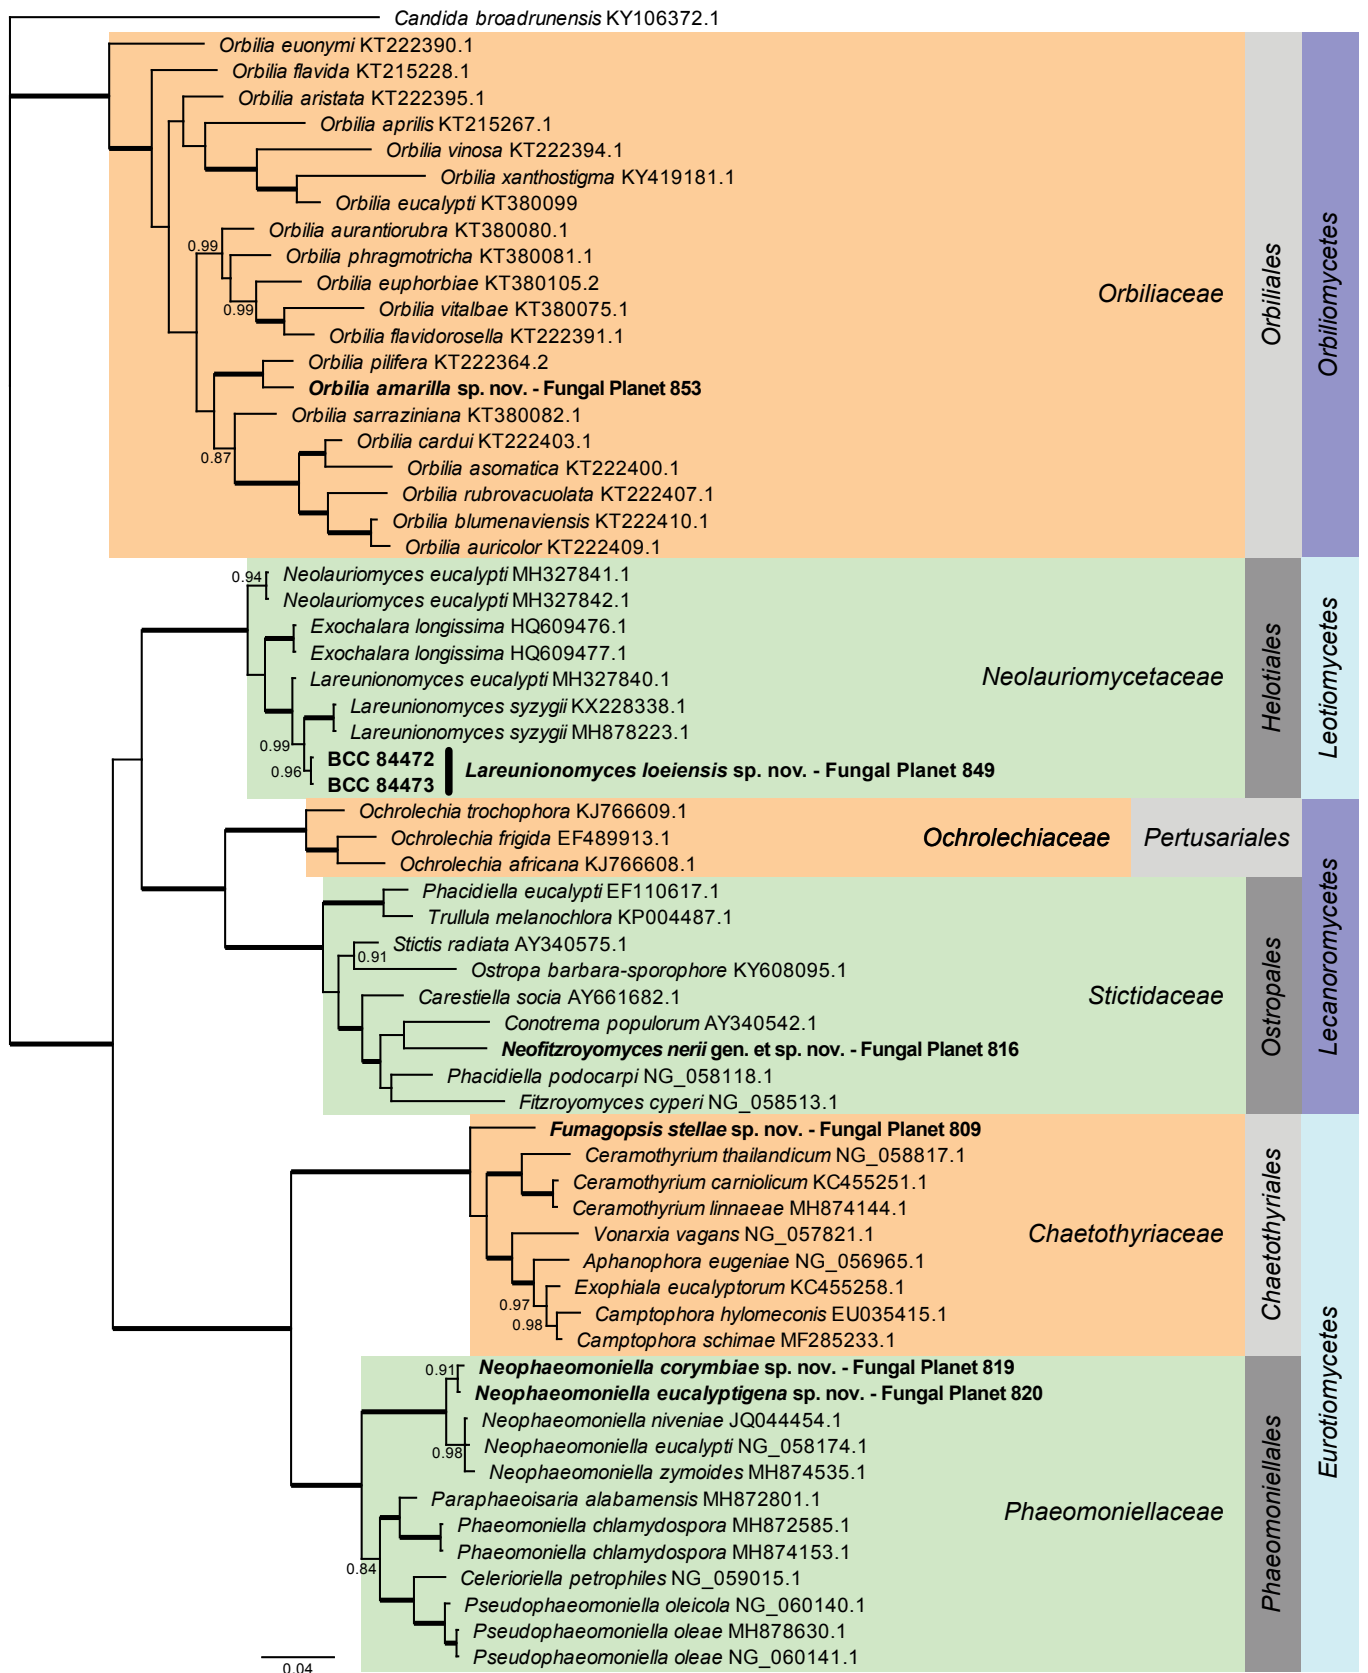 Candida broadrunensis KY106372.1
Orbilia euonymi KT222390.1
Orbilia flavida KT215228.1
Orbilia aristata KT222395.1
Orbilia aprilis KT215267.1
Orbilia vinosa KT222394.1
Orbilia xanthostigma KY419181.1
Orbilia eucalypti KT380099
Orbilia aurantiorubra KT380080.1
0.99
Orbilia phragmotricha KT380081.1
Orbilia euphorbiae KT380105.2
0.99
Orbilia vitalbae KT380075.1
Orbilia flavidorosella KT222391.1
Orbilia pilifera KT222364.2
Orbilia amarilla sp. nov. - Fungal Planet 853
Orbilia sarraziniana KT380082.1
0.87
Orbilia cardui KT222403.1
Orbilia asomatica KT222400.1
Orbilia rubrovacuolata KT222407.1
Orbilia blumenaviensis KT222410.1
Orbilia auricolor KT222409.1
Orbiliaceae
Orbiliales
Orbiliomycetes
0.94
Neolauriomyces eucalypti MH327841.1
Neolauriomyces eucalypti MH327842.1
Exochalara longissima HQ609476.1
Exochalara longissima HQ609477.1
Lareunionomyces eucalypti MH327840.1
Lareunionomyces syzygii KX228338.1
Lareunionomyces syzygii MH878223.1
0.99
0.96
BCC 84472
BCC 84473
Lareunionomyces loeiensis sp. nov. - Fungal Planet 849
Neolauriomycetaceae
Helotiales
Leotiomycetes
Ochrolechia trochophora KJ766609.1
Ochrolechia frigida EF489913.1
Ochrolechia africana KJ766608.1
Ochrolechiaceae
Pertusariales
Lecanoromycetes
Phacidiella eucalypti EF110617.1
Trullula melanochlora KP004487.1
Stictis radiata AY340575.1
0.91
Ostropa barbara-sporophore KY608095.1
Carestiella socia AY661682.1
Conotrema populorum AY340542.1
Neofitzroyomyces nerii gen. et sp. nov. - Fungal Planet 816
Phacidiella podocarpi NG_058118.1
Fitzroyomyces cyperi NG_058513.1
Stictidaceae
Ostropales
Fumagopsis stellae sp. nov. - Fungal Planet 809
Ceramothyrium thailandicum NG_058817.1
Ceramothyrium carniolicum KC455251.1
Ceramothyrium linnaeae MH874144.1
Vonarxia vagans NG_057821.1
Aphanophora eugeniae NG_056965.1
Exophiala eucalyptorum KC455258.1
0.97
Camptophora hylomeconis EU035415.1
0.98
Camptophora schimae MF285233.1
Chaetothyriaceae
Chaetothyriales
Eurotiomycetes
0.91
Neophaeomoniella corymbiae sp. nov. - Fungal Planet 819
Neophaeomoniella eucalyptigena sp. nov. - Fungal Planet 820
Neophaeomoniella niveniae JQ044454.1
Neophaeomoniella eucalypti NG_058174.1
0.98
Neophaeomoniella zymoides MH874535.1
Paraphaeoisaria alabamensis MH872801.1
Phaeomoniella chlamydospora MH872585.1
Phaeomoniella chlamydospora MH874153.1
0.84
Celerioriella petrophiles NG_059015.1
Pseudophaeomoniella oleicola NG_060140.1
Pseudophaeomoniella oleae MH878630.1
Pseudophaeomoniella oleae NG_060141.1
Phaeomoniellaceae
Phaeomoniellales
0.04